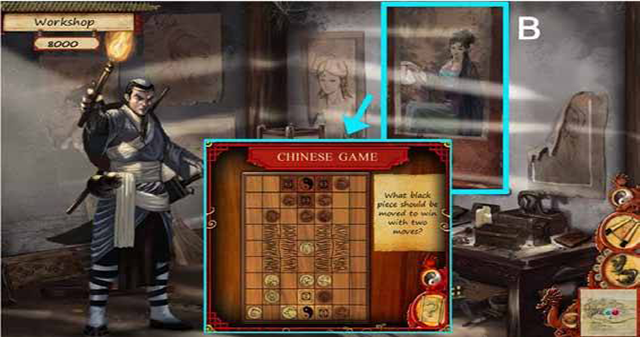 Workshop
8000
B
CHINESE GAME
What black
piece should be
moved to win
with two
moves?